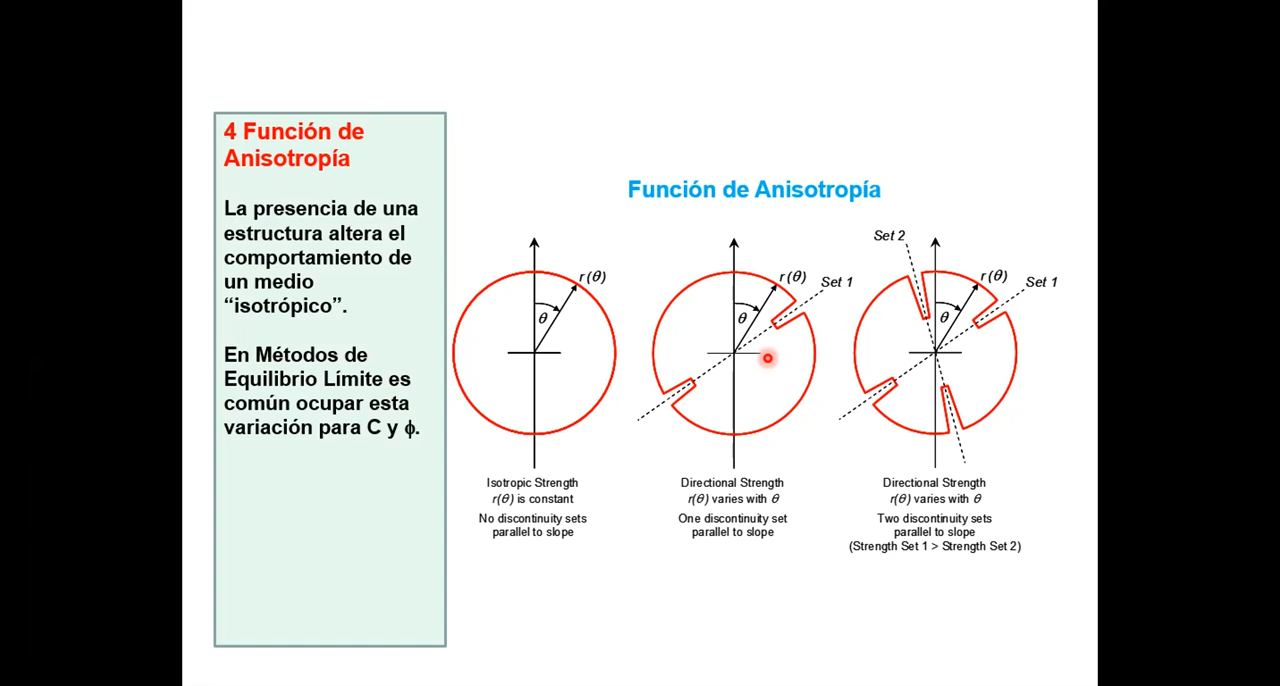 4 Función de
Anisotropía
La presencia de una
estructura altera el
comportamiento de
un medio
“isotrópico”.
En Métodos de
Equilibrio Límite es
común ocupar esta
variación para C y ϕ.
Función de Anisotropía
r(θ)
θ
Isotropic Strength
r(θ) is constant
No discontinuity sets
parallel to slope
r(θ)
Set 1
θ
Directional Strength
r(θ) varies with θ
One discontinuity set
parallel to slope
Set 2
r(θ)
Set 1
θ
Directional Strength
r(θ) varies with θ
Two discontinuity sets
parallel to slope
(Strength Set 1 > Strength Set 2)